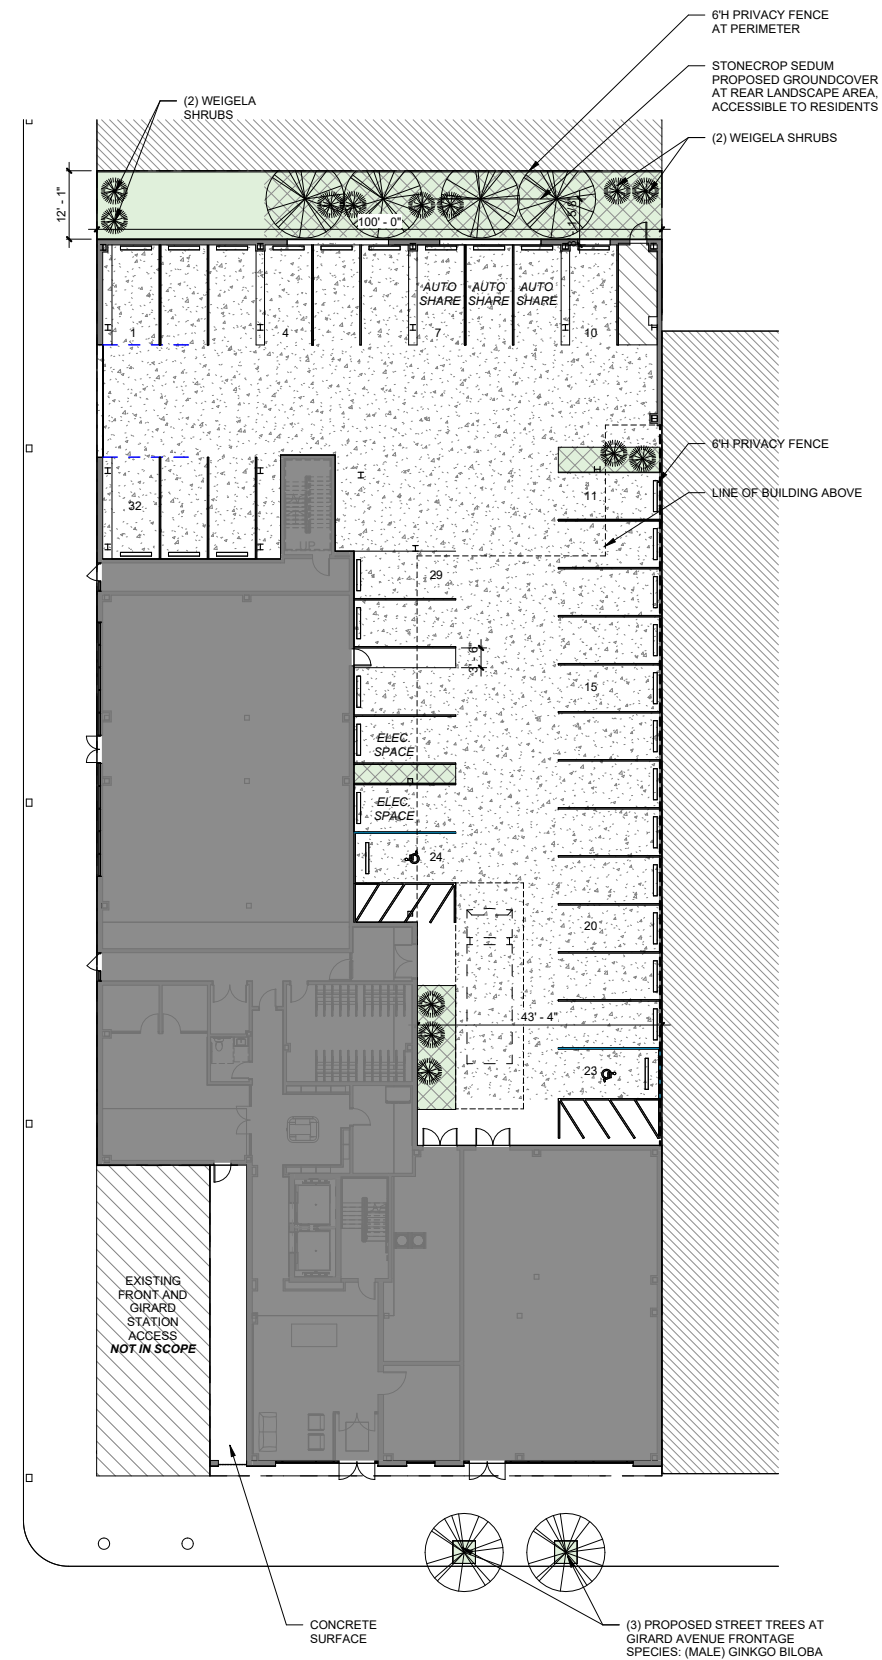 6'H PRIVACY FENCE
AT PERIMETER
STONECROP SEDUM
PROPOSED GROUNDCOVER
AT REAR LANDSCAPE AREA,
ACCESSIBLE TO RESIDENTS
(2) WEIGELA
SHRUBS
(2) WEIGELA SHRUBS
12' - 1"
100' - 0"
AUTO
SHARE
AUTO
SHARE
AUTO
SHARE
1
4
7
10
6'H PRIVACY FENCE
11
LINE OF BUILDING ABOVE
32
UP
29
3' - 6"
15
ELEC.
SPACE
ELEC.
SPACE
24
20
43' - 4"
23
EXISTING
FRONT AND
GIRARD
STATION
ACCESS
NOT IN SCOPE
CONCRETE
SURFACE
(3) PROPOSED STREET TREES AT
GIRARD AVENUE FRONTAGE
SPECIES: (MALE) GINKGO BILOBA